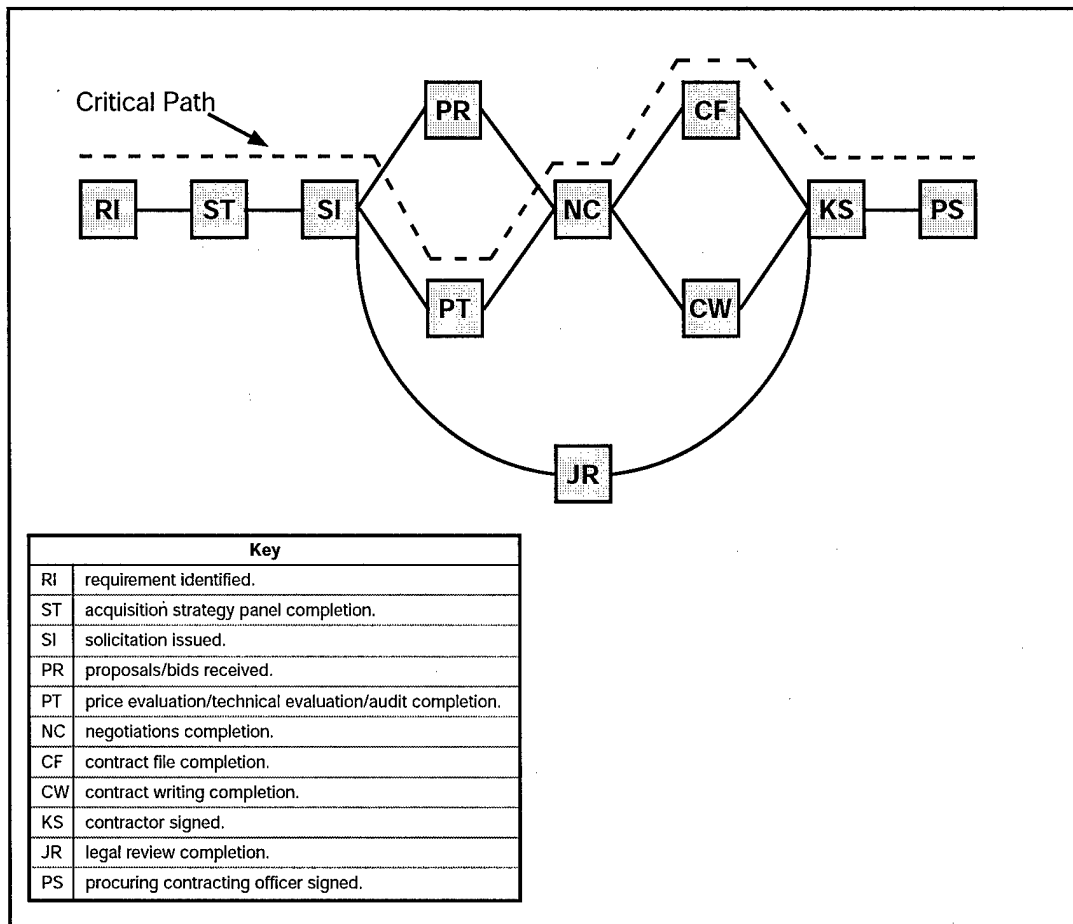 Critical Path
PR
CF
RI
ST
SI
NC
KS
PS
PT
CW
JR
Key
RI requirement identified.
ST acquisition strategy panel completion.
SI solicitation issued.
PR proposals/bids received.
PT price evaluation/technical evaluation/audit completion.
NC negotiations completion.
CF contract file completion.
CW contract writing completion.
KS contractor signed.
JR legal review completion.
PS procuring contracting officer signed.